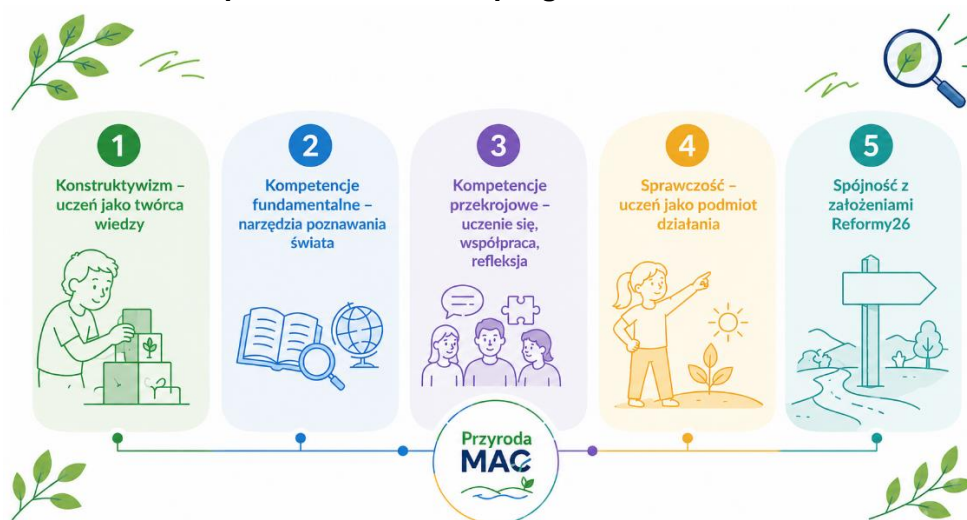 1
Konstruktywizm –
uczeń jako twórca
wiedzy
2
Kompetencje
fundamentalne –
narzędzia poznawania
świata
3
Kompetencje
przekrojowe –
uczenie się,
współpraca,
refleksja
4
Sprawczość –
uczeń jako podmiot
działania
5
Spójność z
założeniami
Reformy26
Przyroda
MAC